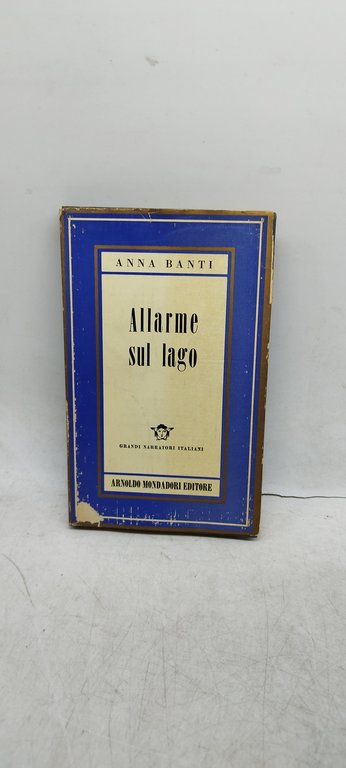 ANNA BANTI
Allarme
sul lago
GRANDI NARRATORI ITALIANI
ARNOLDO MONDADORI EDITORE